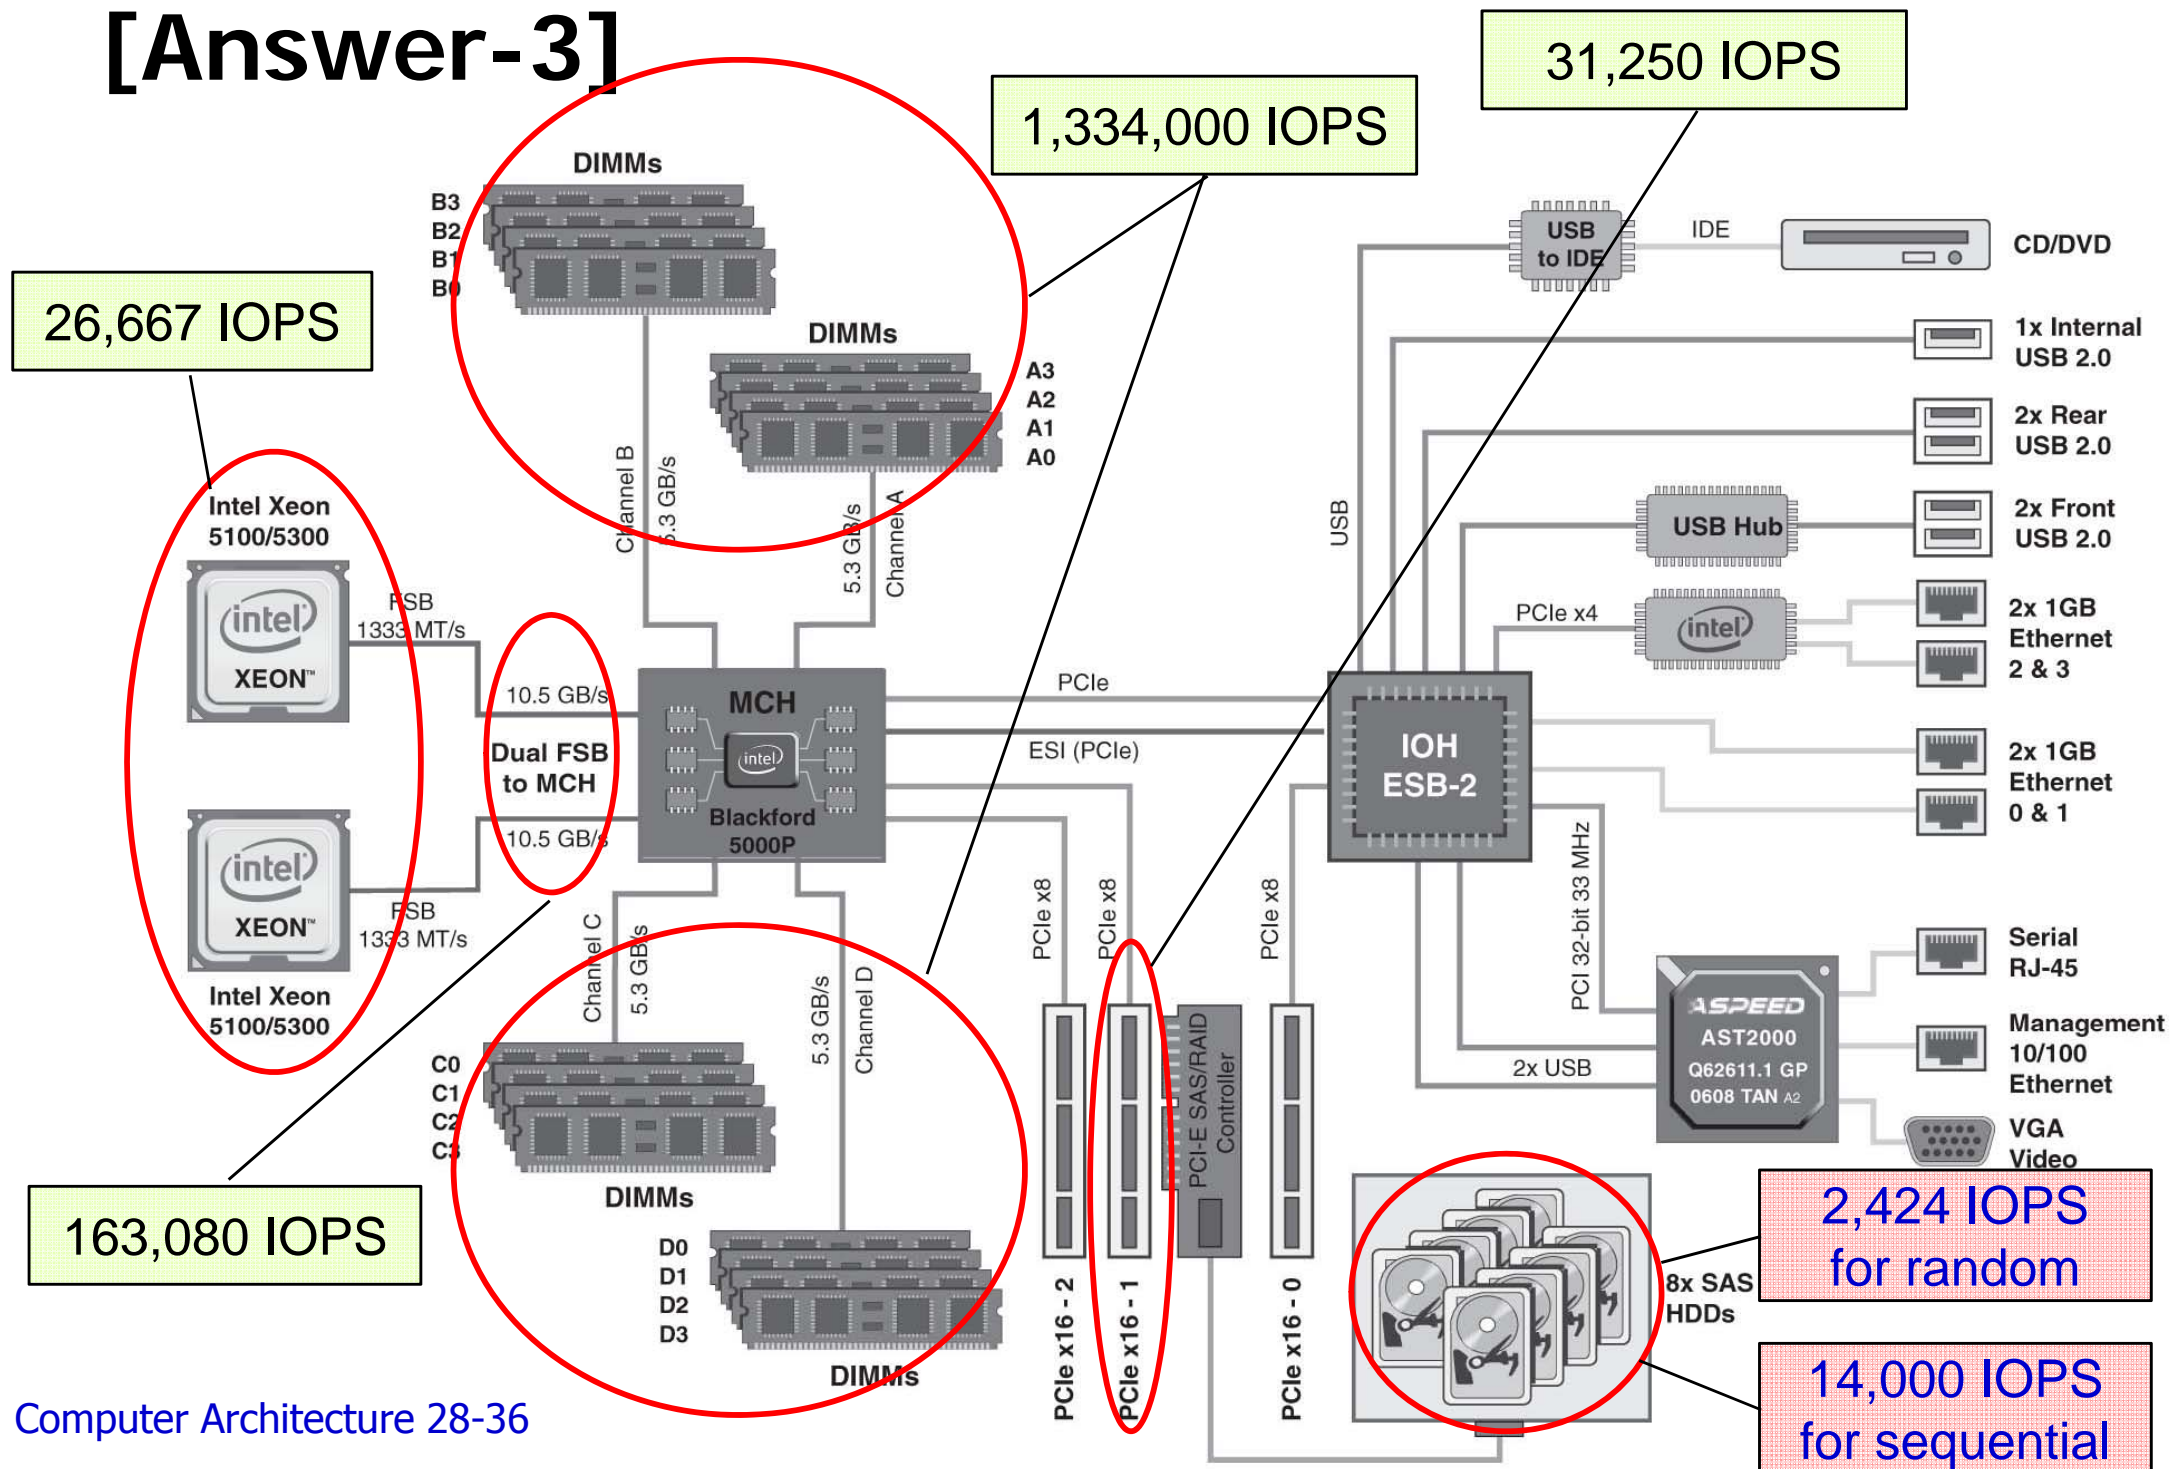 [Answer-3]
31,250 IOPS
1,334,000 IOPS
26,667 IOPS
DIMMs
B3
B2
B1
B0
DIMMs
A3
A2
A1
A0
Channel B
5.3 GB/s
5.3 GB/s
Channel A
Intel Xeon
5100/5300
intel
XEON™
FSB
1333 MT/s
10.5 GB/s
Dual FSB
to MCH
10.5 GB/s
intel
XEON™
FSB
1333 MT/s
Intel Xeon
5100/5300
MCH
intel
Blackford
5000P
PCIe
ESI (PCIe)
Channel C
5.3 GB/s
5.3 GB/s
Channel D
C0
C1
C2
C3
DIMMs
D0
D1
D2
D3
DIMMs
163,080 IOPS
PCIe x8
PCIe x8
PCIe x8
PCIe x16 - 2
PCIe x16 - 1
PCI-E SAS/RAID
Controller
PCIe x16 - 0
USB
USB
to IDE
IDE
CD/DVD
1x Internal
USB 2.0
2x Rear
USB 2.0
USB Hub
2x Front
USB 2.0
PCIe x4
intel
2x 1GB
Ethernet
2 & 3
IOH
ESB-2
2x 1GB
Ethernet
0 & 1
PCI 32-bit 33 MHz
2x USB
ASPEED
AST2000
Q62611.1 GP
0608 TAN A2
Serial
RJ-45
Management
10/100
Ethernet
VGA
Video
8x SAS
HDDs
2,424 IOPS
for random
14,000 IOPS
for sequential
Computer Architecture 28-36